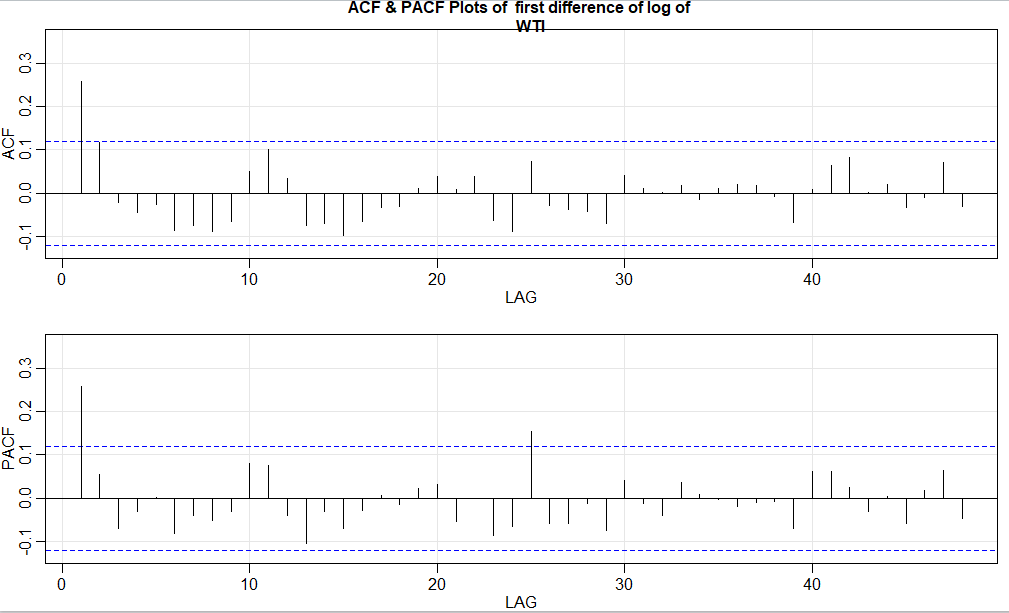 ACF & PACF Plots of first difference of log of
WTI
ACF
-0.1 0.0 0.1 0.2 0.3
0 10 20 30 40
LAG
PACF
-0.1 0.0 0.1 0.2 0.3
0 10 20 30 40
LAG